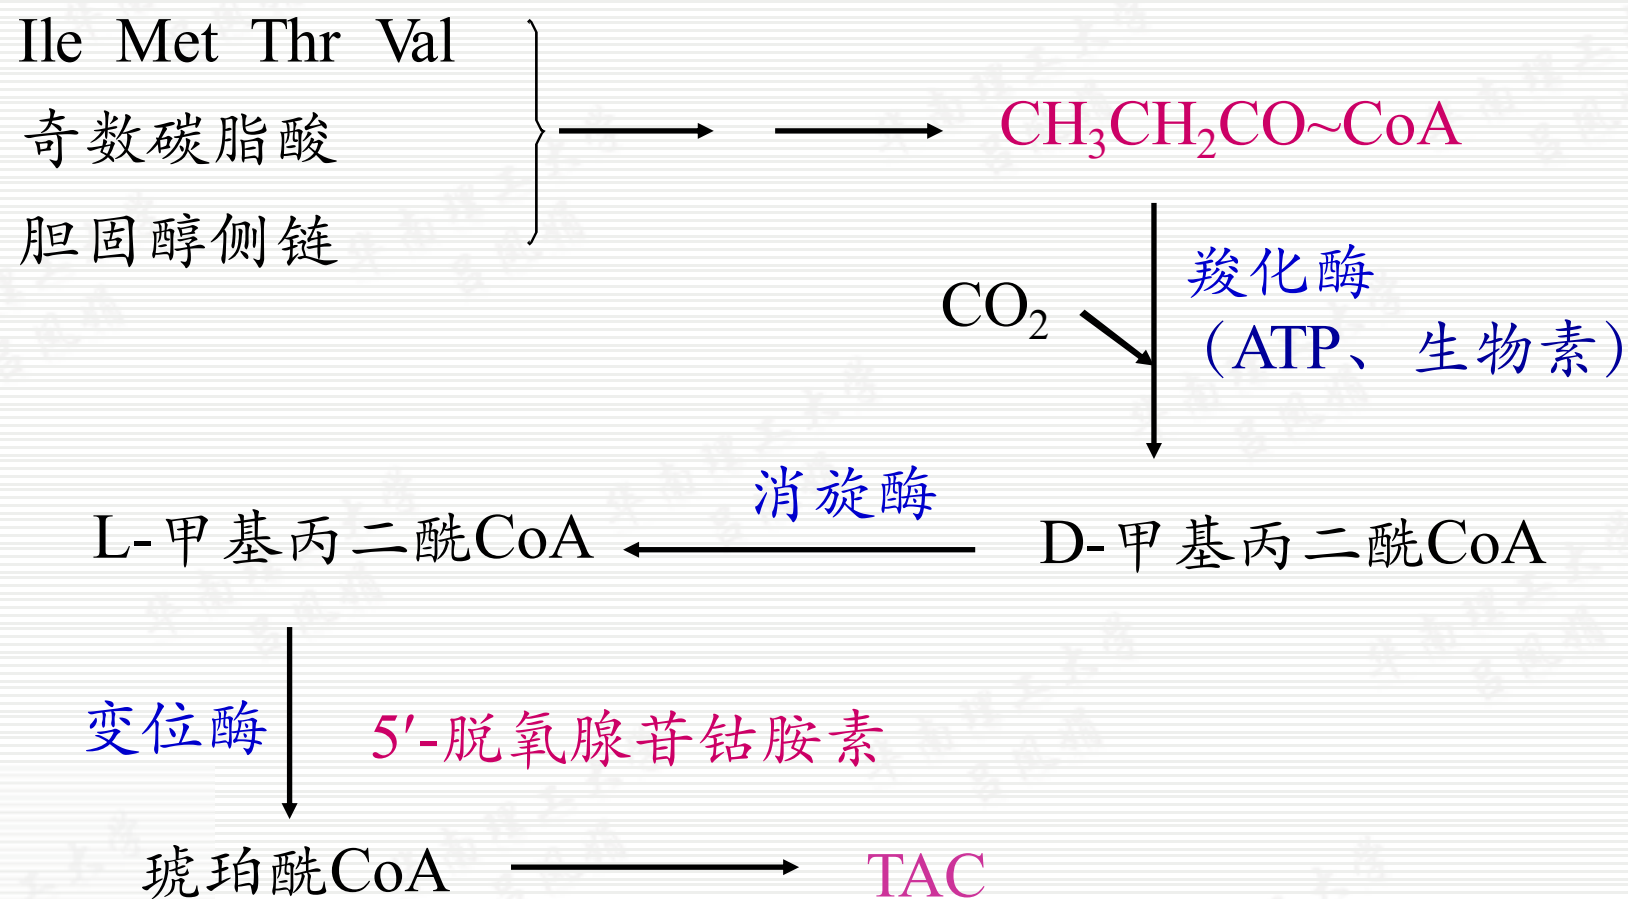 Ile Met Thr Val
奇数碳脂酸
胆固醇侧链
CH₃CH₂CO~CoA
CO₂
羧化酶
（ATP、生物素）
消旋酶
L-甲基丙二酰CoA
D-甲基丙二酰CoA
变位酶
5′-脱氧腺苷钴胺素
琥珀酰CoA
TAC